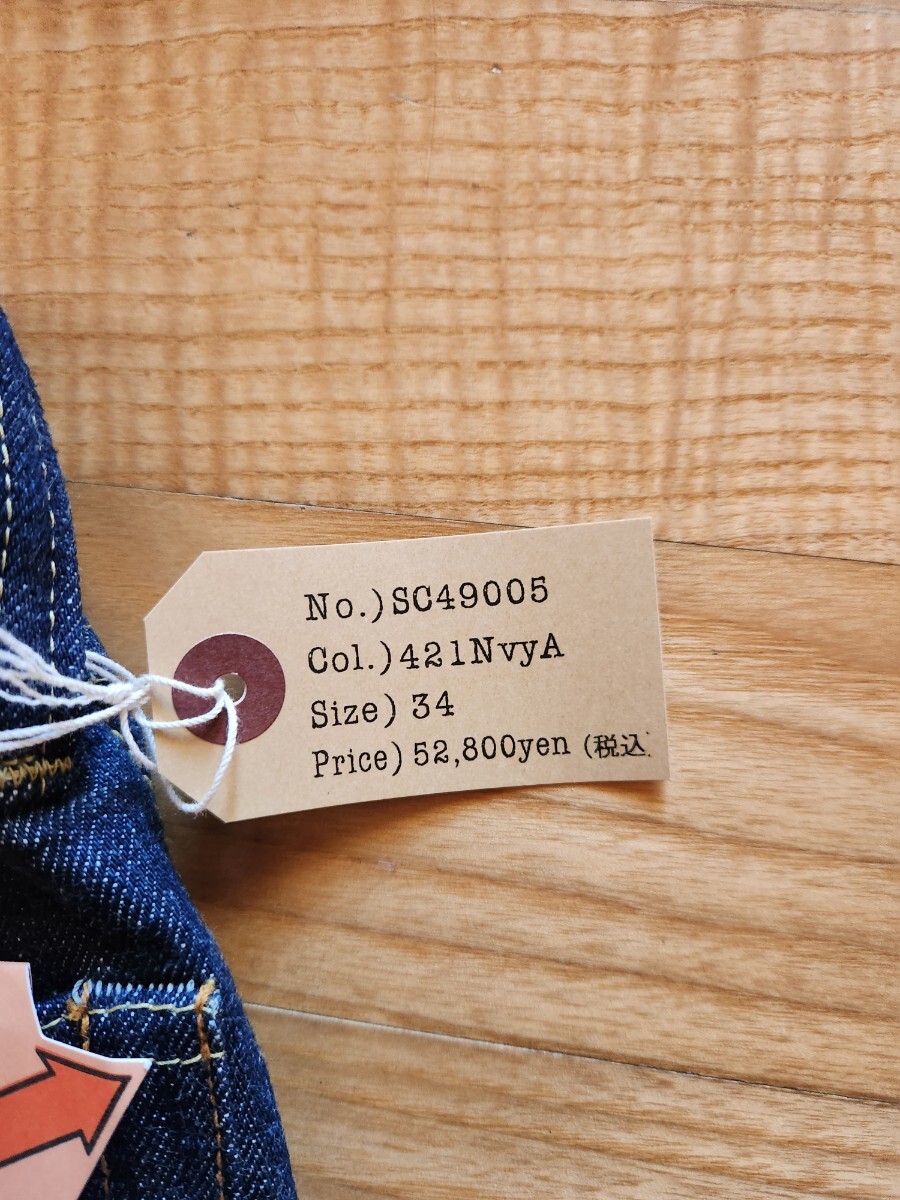 No.)SC49005
Col.)421NvyA
Size) 34
Price) 52,800yen (税込)